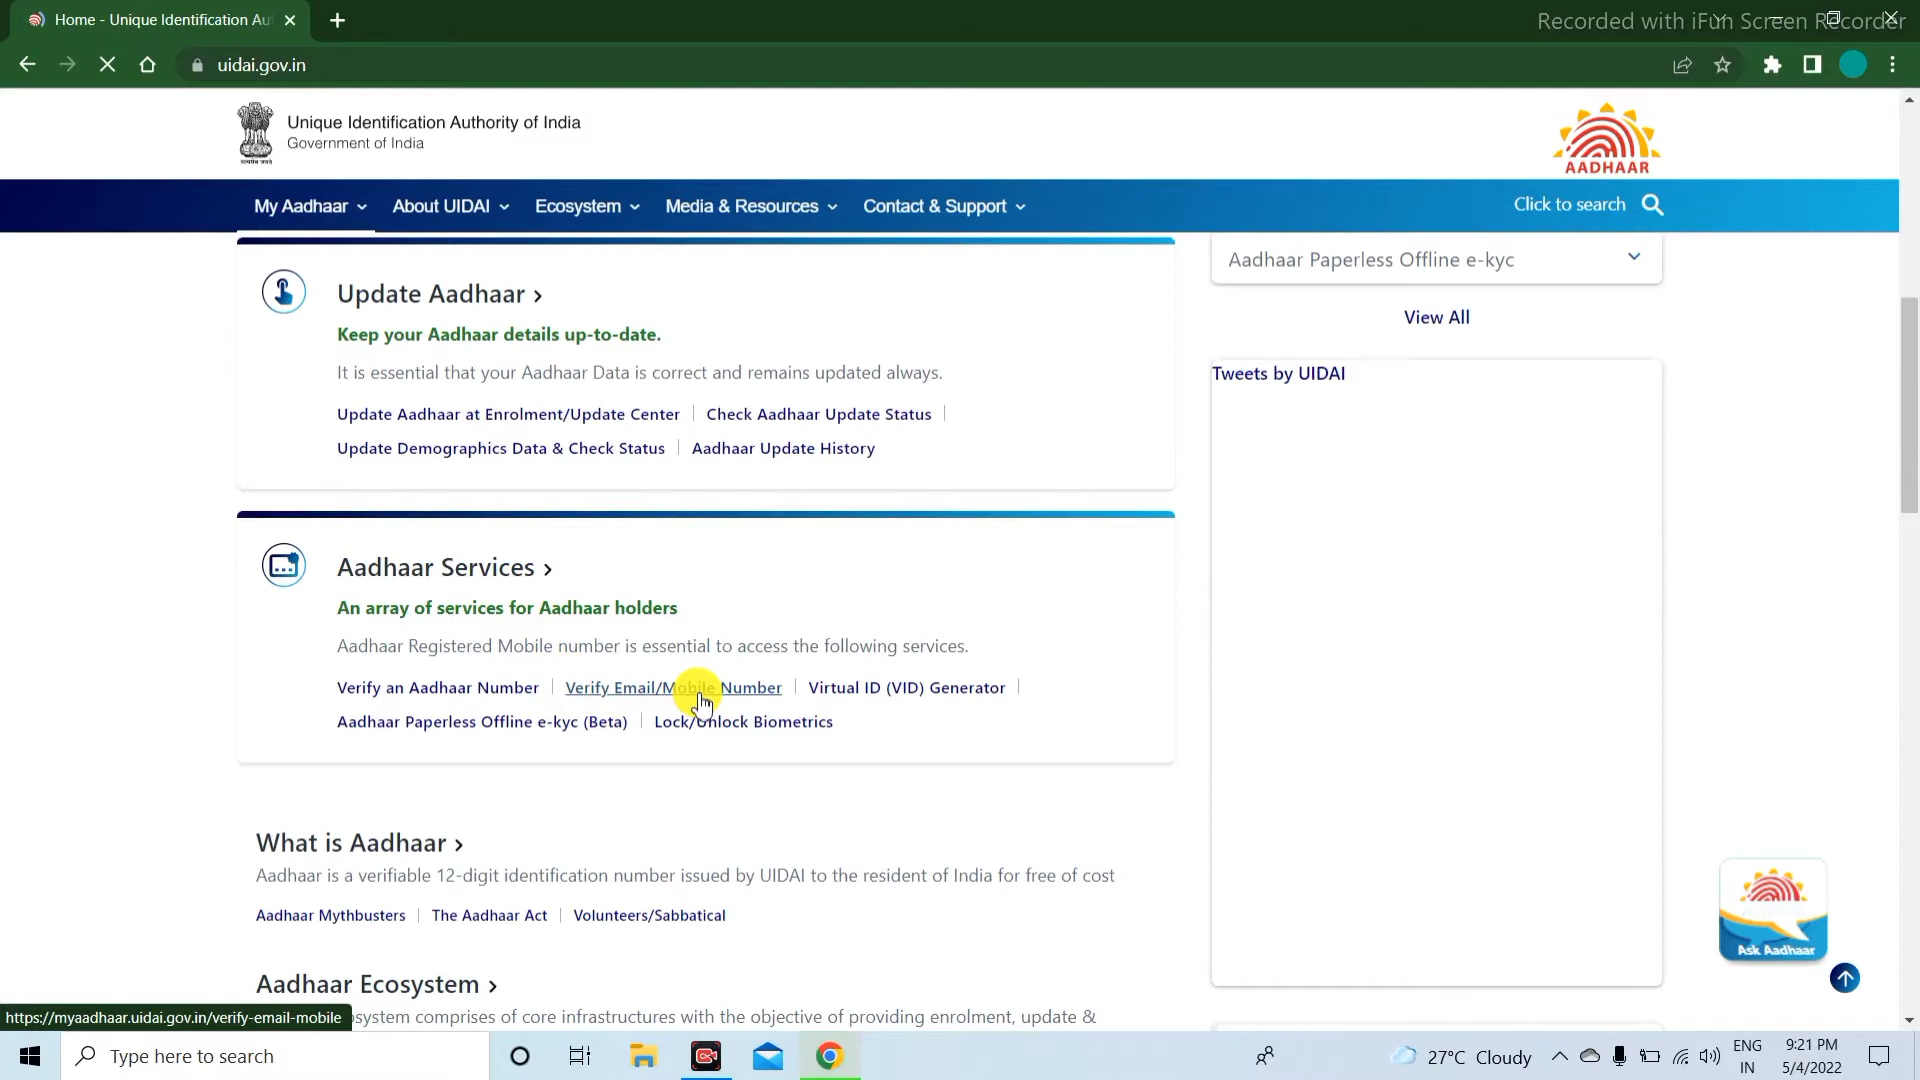 Home - Unique Identification Au
Recorded with iFun Screen Recorder
uidai.gov.in
Unique Identification Authority of India
Government of India
सत्यमेव जयते
AADHAAR
My Aadhaar
About UIDAI
Ecosystem
Media & Resources
Contact & Support
Click to search
Update Aadhaar ›
Keep your Aadhaar details up-to-date.
It is essential that your Aadhaar Data is correct and remains updated always.
Update Aadhaar at Enrolment/Update Center | Check Aadhaar Update Status |
Update Demographics Data & Check Status | Aadhaar Update History
Aadhaar Paperless Offline e-kyc
View All
Tweets by UIDAI
Aadhaar Services ›
An array of services for Aadhaar holders
Aadhaar Registered Mobile number is essential to access the following services.
Verify an Aadhaar Number | Verify Email/Mobile Number | Virtual ID (VID) Generator |
Aadhaar Paperless Offline e-kyc (Beta) | Lock/Unlock Biometrics
What is Aadhaar ›
Aadhaar is a verifiable 12-digit identification number issued by UIDAI to the resident of India for free of cost
Aadhaar Mythbusters | The Aadhaar Act | Volunteers/Sabbatical
Aadhaar Ecosystem ›
system comprises of core infrastructures with the objective of providing enrolment, update &
Ask Aadhaar
https://myaadhaar.uidai.gov.in/verify-email-mobile
Type here to search
27°C Cloudy
ENG
IN
9:21 PM
5/4/2022